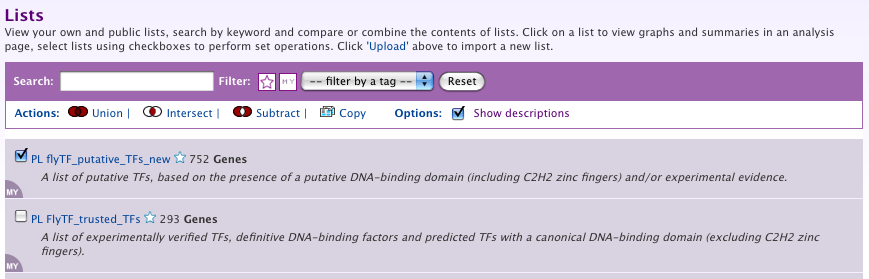 Lists
View your own and public lists, search by keyword and compare or combine the contents of lists. Click on a list to view graphs and summaries in an analysis
page, select lists using checkboxes to perform set operations. Click 'Upload' above to import a new list.
Search: Filter: MY -- filter by a tag -- Reset
Actions: Union | Intersect | Subtract | Copy Options: Show descriptions
PL flyTF_putative_TFs_new 752 Genes
A list of putative TFs, based on the presence of a putative DNA-binding domain (including C2H2 zinc fingers) and/or experimental evidence.
MY
PL FlyTF_trusted_TFs 293 Genes
A list of experimentally verified TFs, definitive DNA-binding factors and predicted TFs with a canonical DNA-binding domain (excluding C2H2 zinc
fingers).
MY